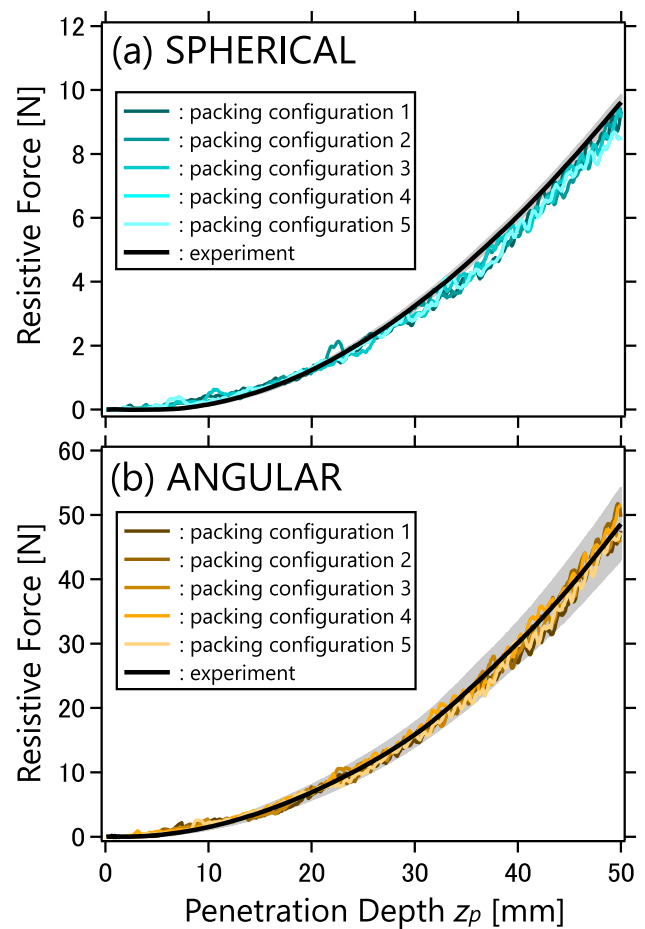 (a) SPHERICAL
12
10
8
6
4
2
0
Resistive Force [N]
: packing configuration 1
: packing configuration 2
: packing configuration 3
: packing configuration 4
: packing configuration 5
: experiment
(b) ANGULAR
60
50
40
30
20
10
0
Resistive Force [N]
: packing configuration 1
: packing configuration 2
: packing configuration 3
: packing configuration 4
: packing configuration 5
: experiment
0 10 20 30 40 50
Penetration Depth zp [mm]